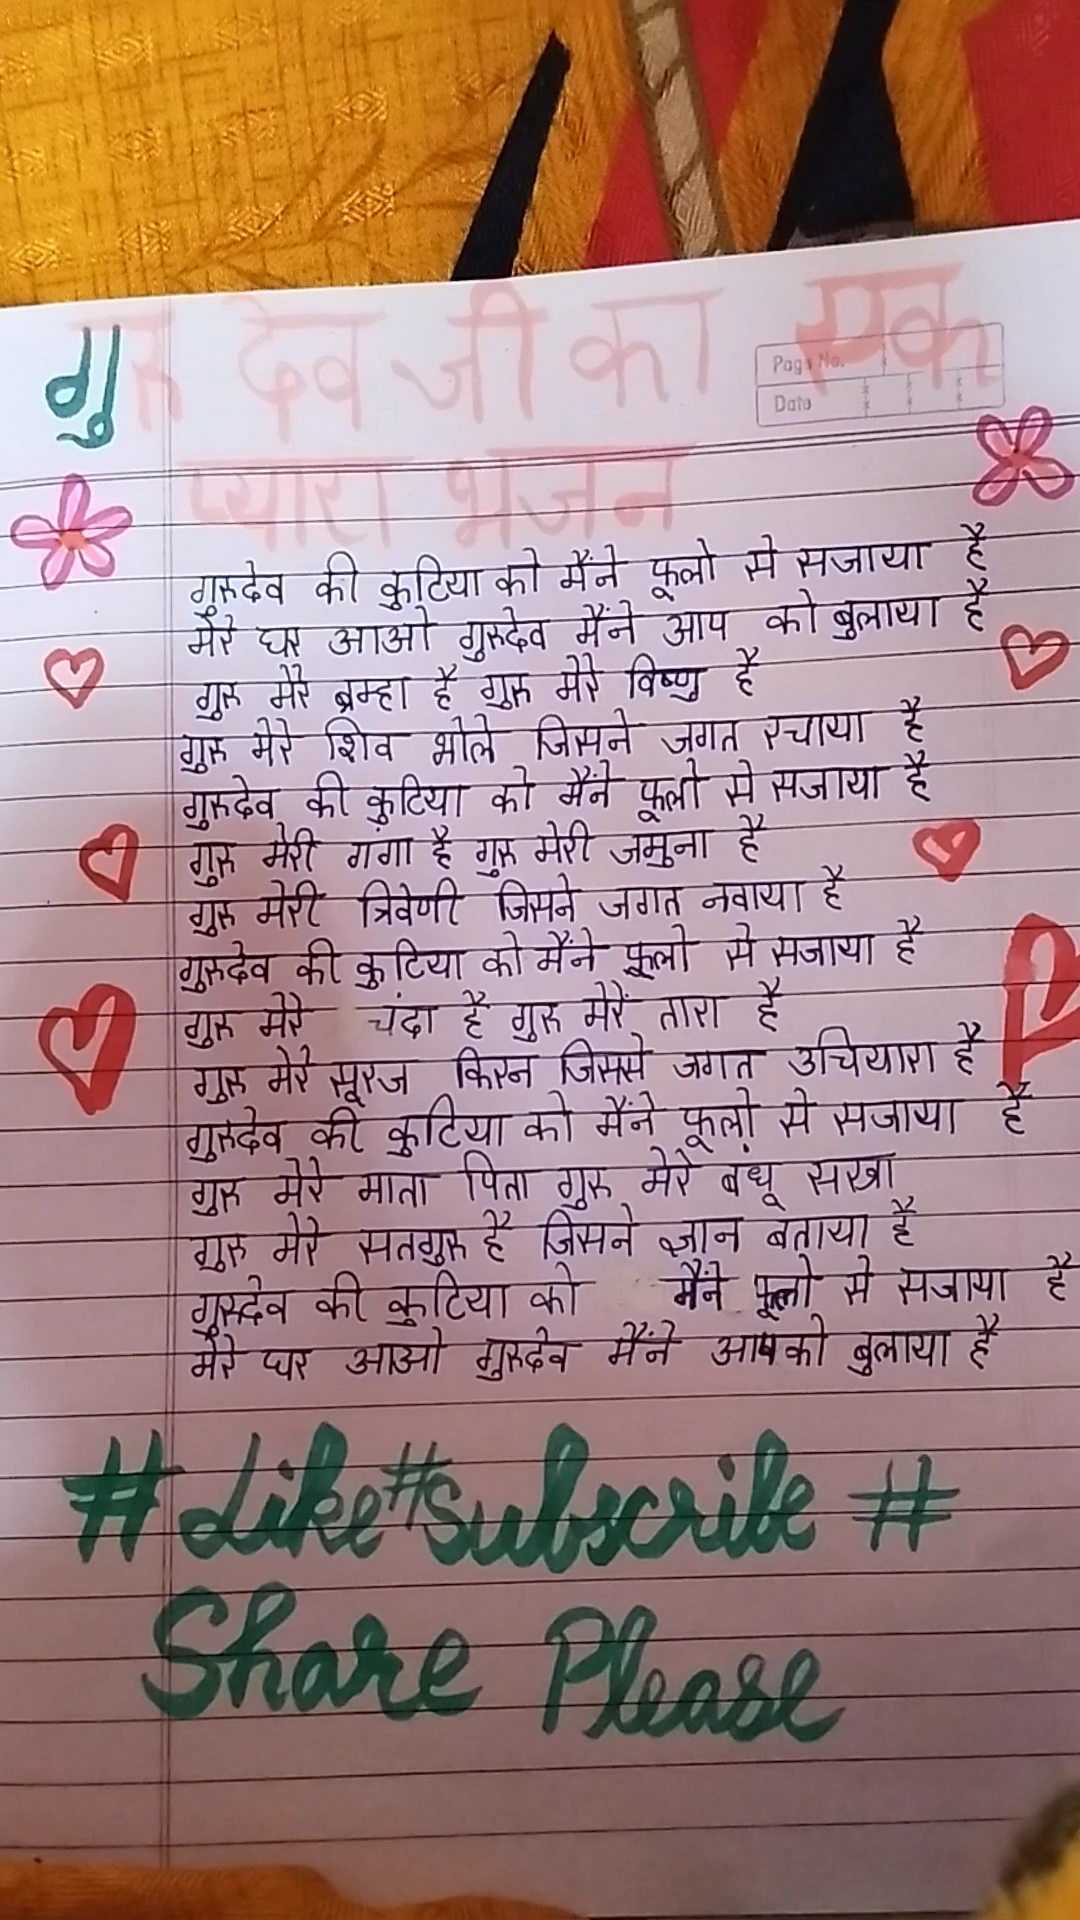 गुरु देव जी का एक
Page No.
Date
प्यारा भजन
गुरुदेव की कुटिया को मैंने फूलो से सजाया है
मेरे घर आओ गुरुदेव मैंने आप को बुलाया है
गुरु मेरे ब्रम्हा है गुरु मेरे विष्णु है
गुरु मेरे शिव भोले जिसने जगत रचाया है
गुरुदेव की कुटिया को मैंने फूलो से सजाया है
गुरु मेरी गंगा है गुरु मेरी जमुना है
गुरु मेरी त्रिवेणी जिसने जगत नवाया है
गुरुदेव की कुटिया को मैंने फूलो से सजाया है
गुरु मेरे चंदा है गुरु मेरें तारा है
गुरु मेरे सूरज किरन जिससे जगत उचियारा है
गुरुदेव की कुटिया को मैंने फूलो से सजाया है
गुरु मेरे माता पिता गुरु मेरे बंधू सखा
गुरु मेरे सतगुरु है जिसने ज्ञान बताया है
गुरुदेव की कुटिया को मैंने फूलो से सजाया है
मेरे घर आओ गुरुदेव मैंने आपको बुलाया है
# Like #subscribe #
Share Please